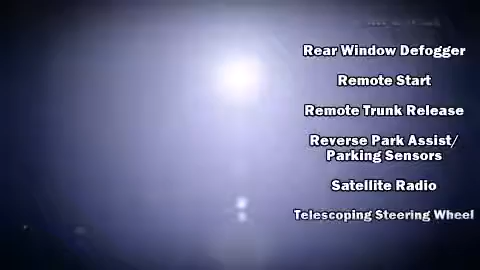 Rear Window Defogger
Remote Start
Remote Trunk Release
Reverse Park Assist/
Parking Sensors
Satellite Radio
Telescoping Steering Wheel